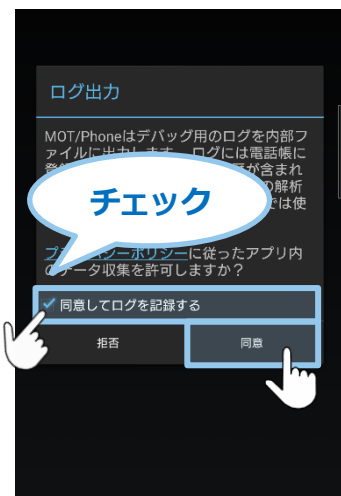 ログ出力
MOT/Phoneはデバッグ用のログを内部フ
ァイルに出力します。ログには電話帳に
が含まれ
の解析
では使
チェック
プライバシーポリシーに従ったアプリ内
のデータ収集を許可しますか？
同意してログを記録する
拒否
同意